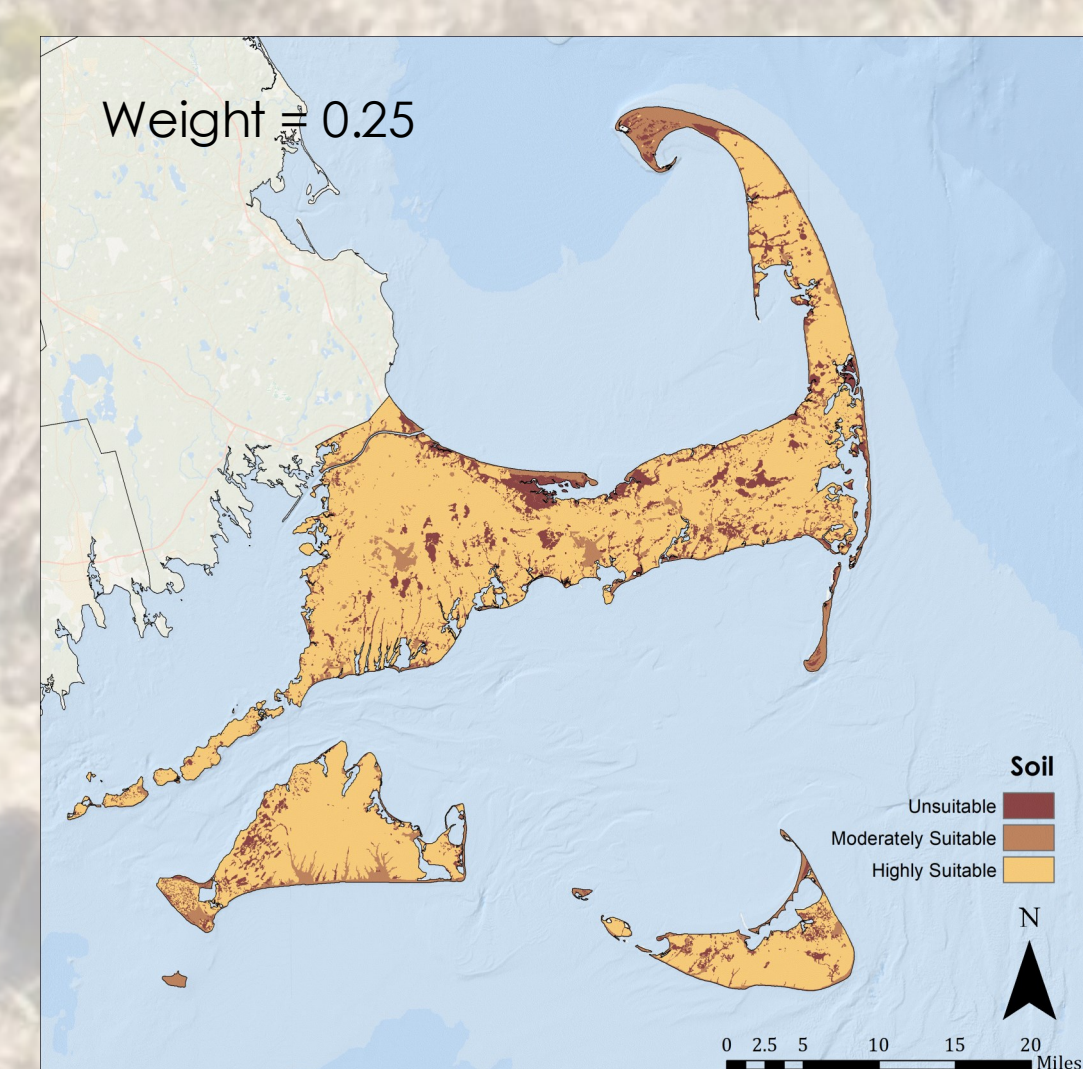 Weight = 0.25
Soil
Unsuitable
Moderately Suitable
Highly Suitable
N
0 2.5 5 10 15 20
Miles